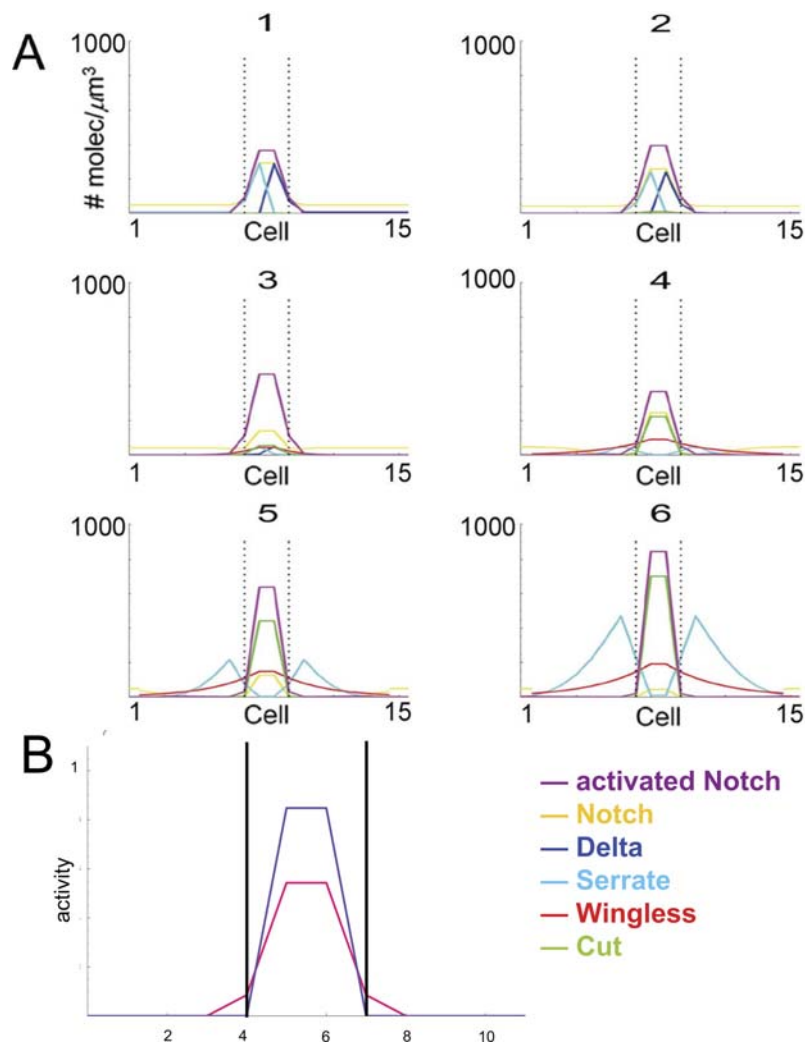 A
1
2
1000
1000
# molec/μm³
1
Cell
15
1
Cell
15
3
4
1000
1000
1
Cell
15
1
Cell
15
5
6
1000
1000
1
Cell
15
1
Cell
15
B
1
activity
2
4
6
8
10
activated Notch
Notch
Delta
Serrate
Wingless
Cut